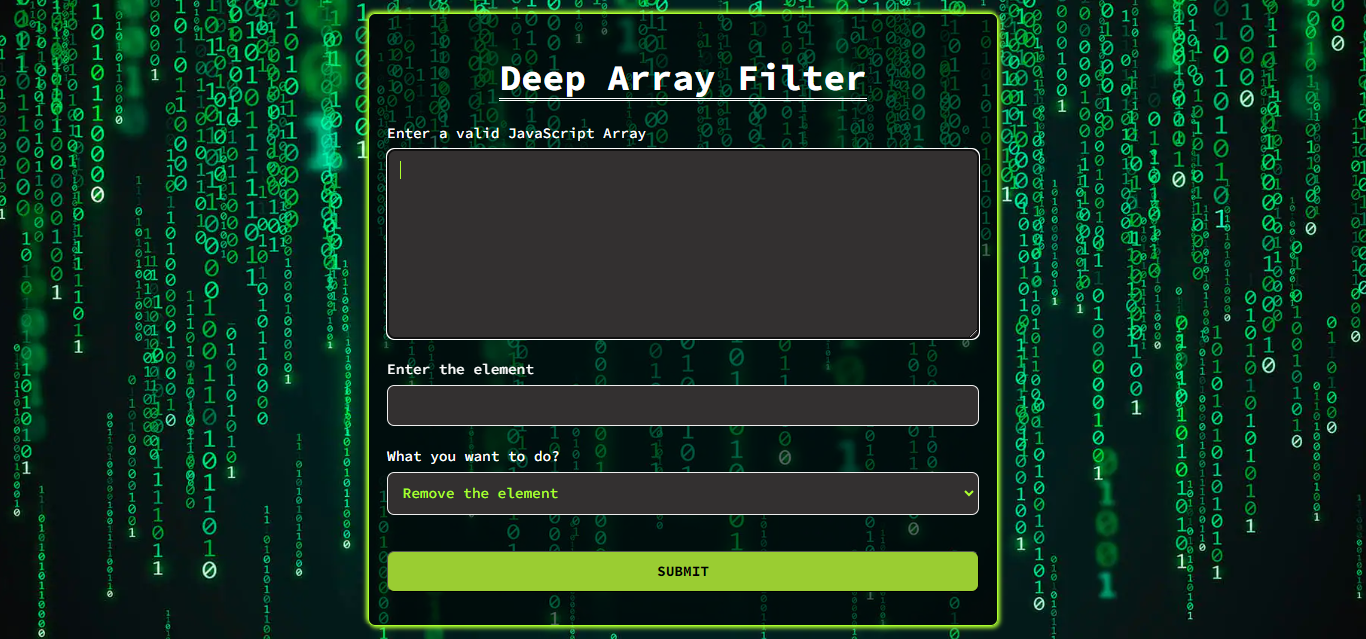 Deep Array Filter
Enter a valid JavaScript Array
Enter the element
What you want to do?
Remove the element
SUBMIT